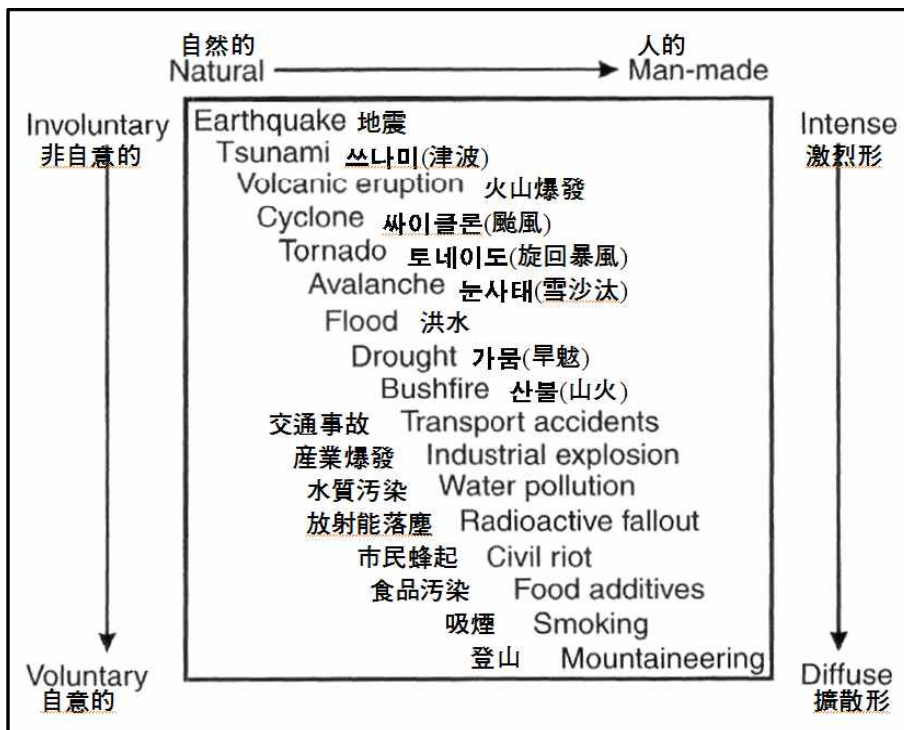 自然的 人的
Natural Man-made
Involuntary
非自意的
Intense
激烈形
Earthquake 地震
Tsunami 쓰나미(津波)
Volcanic eruption 火山爆發
Cyclone 싸이클론(颱風)
Tornado 토네이도(旋回暴風)
Avalanche 눈사태(雪沙汰)
Flood 洪水
Drought 가뭄(旱魃)
Bushfire 산불(山火)
交通事故 Transport accidents
産業爆發 Industrial explosion
水質汚染 Water pollution
放射能落塵 Radioactive fallout
市民蜂起 Civil riot
食品汚染 Food additives
吸煙 Smoking
登山 Mountaineering
Voluntary
自意的
Diffuse
擴散形